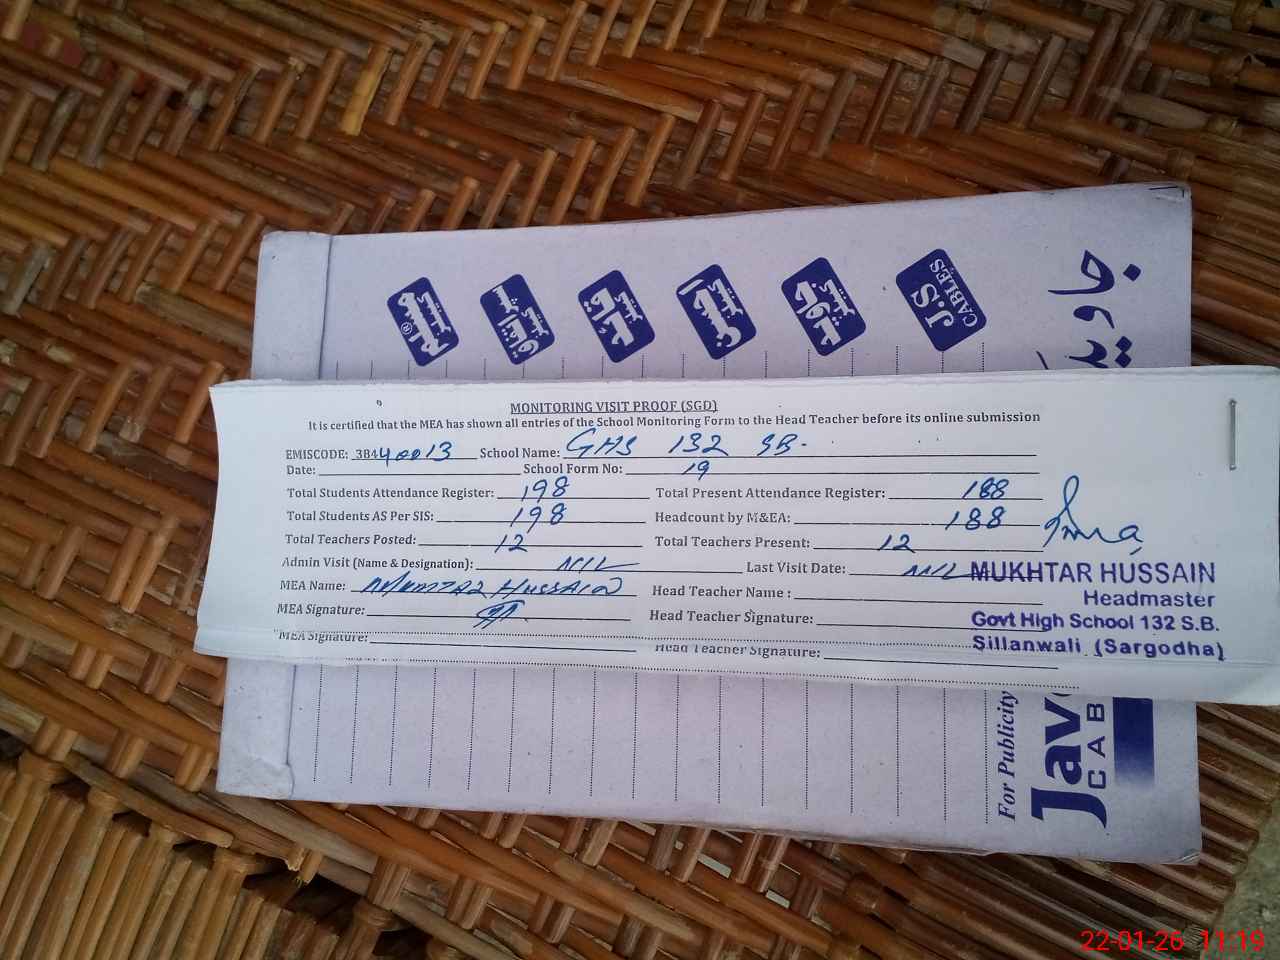 J.S CABLES
جاوید
MONITORING VISIT PROOF (SGD)
It is certified that the MEA has shown all entries of the School Monitoring Form to the Head Teacher before its online submission
EMISCODE: 38440013 School Name: GHS 132 SB.
Date: School Form No: 19
Total Students Attendance Register: 198 Total Present Attendance Register: 188
Total Students AS Per SIS: 198 Headcount by M&EA: 188
Total Teachers Posted: 12 Total Teachers Present: 12
Admin Visit (Name & Designation): NIL Last Visit Date: NIL
MEA Name: MUMTAZ HUSSAIN Head Teacher Name :
MEA Signature: Head Teacher Signature:
MUKHTAR HUSSAIN
Headmaster
Govt High School 132 S.B.
Sillanwali (Sargodha)
MEA Signature: Head Teacher Signature:
For Publicity
CAB
22-01-26 11:19